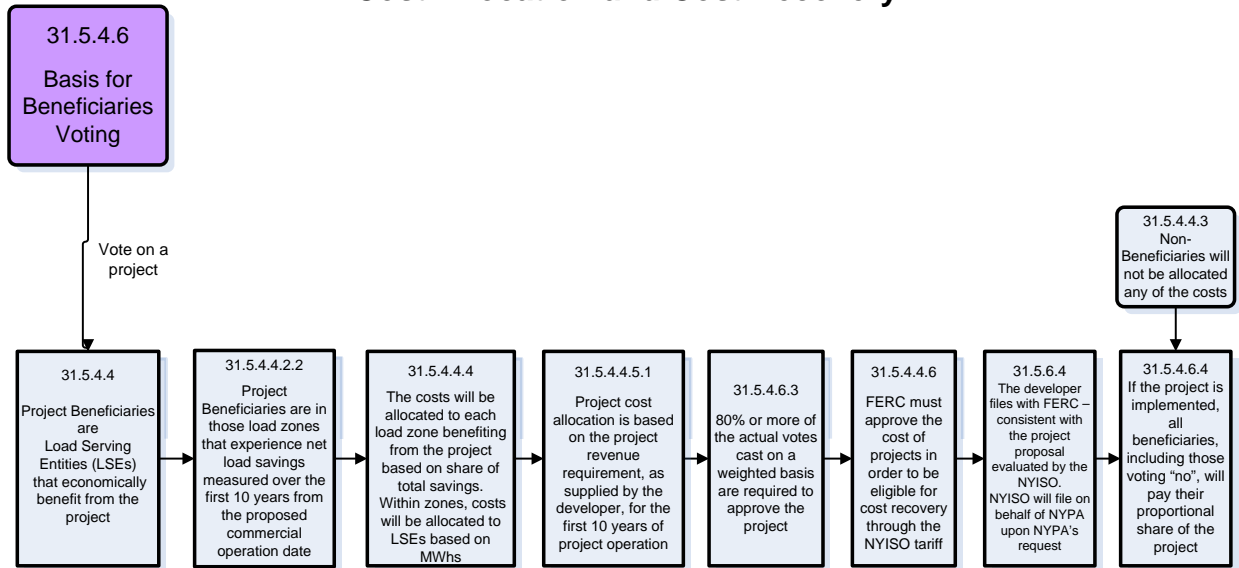 Cost Allocation and Cost Recovery
31.5.4.6
Basis for
Beneficiaries
Voting
Vote on a
project
31.5.4.4.3
Non-
Beneficiaries will
not be allocated
any of the costs
31.5.4.4
Project Beneficiaries
are
Load Serving
Entities (LSEs)
that economically
benefit from the
project
31.5.4.4.2.2
Project
Beneficiaries are in
those load zones
that experience net
load savings
measured over the
first 10 years from
the proposed
commercial
operation date
31.5.4.4.4
The costs will be
allocated to each
load zone benefiting
from the project
based on share of
total savings.
Within zones, costs
will be allocated to
LSEs based on
MWhs
31.5.4.4.5.1
Project cost
allocation is based
on the project
revenue
requirement, as
supplied by the
developer, for the
first 10 years of
project operation
31.5.4.6.3
80% or more of
the actual votes
cast on a
weighted basis
are required to
approve the
project
31.5.4.4.6
FERC must
approve the
cost of
projects in
order to be
eligible for
cost recovery
through the
NYISO tariff
31.5.6.4
The developer
files with FERC –
consistent with
the project
proposal
evaluated by the
NYISO.
NYISO will file on
behalf of NYPA
upon NYPA's
request
31.5.4.6.4
If the project is
implemented,
all
beneficiaries,
including those
voting “no”, will
pay their
proportional
share of the
project